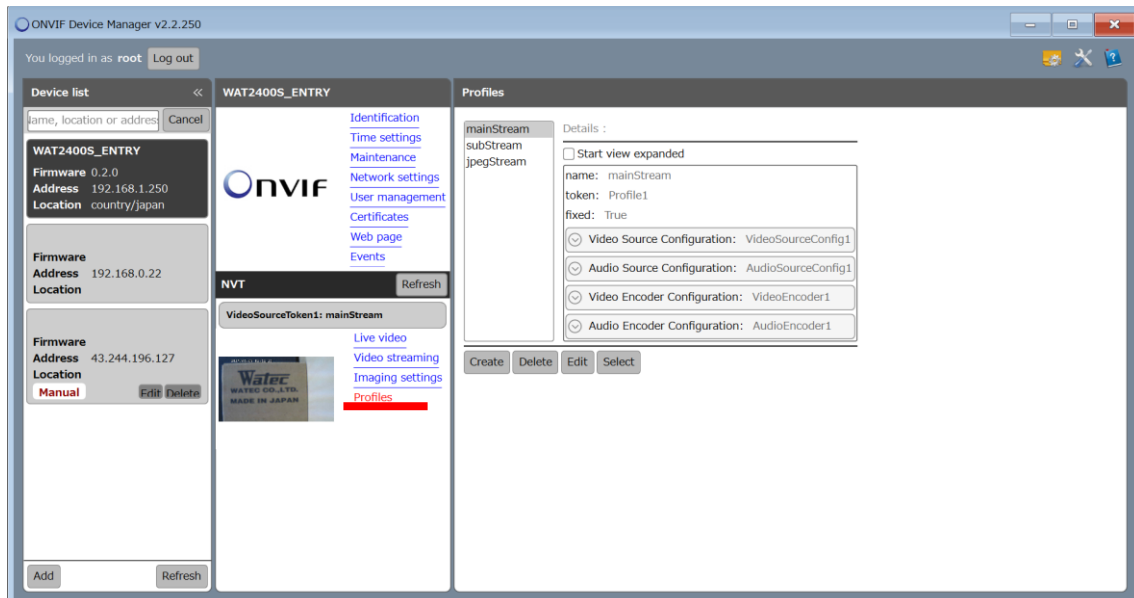 ONVIF Device Manager v2.2.250
You logged in as root Log out
Device list «
Name, location or address Cancel
WAT2400S_ENTRY
Firmware 0.2.0
Address 192.168.1.250
Location country/japan
Firmware
Address 192.168.0.22
Location
Firmware
Address 43.244.196.127
Location
Manual Edit Delete
Add Refresh
WAT2400S_ENTRY
ONVIF
Identification
Time settings
Maintenance
Network settings
User management
Certificates
Web page
Events
NVT Refresh
VideoSourceToken1: mainStream
Watec
WATEC CO.,LTD.
MADE IN JAPAN
Live video
Video streaming
Imaging settings
Profiles
Profiles
mainStream
subStream
jpegStream
Details :
Start view expanded
name: mainStream
token: Profile1
fixed: True
Video Source Configuration: VideoSourceConfig1
Audio Source Configuration: AudioSourceConfig1
Video Encoder Configuration: VideoEncoder1
Audio Encoder Configuration: AudioEncoder1
Create Delete Edit Select